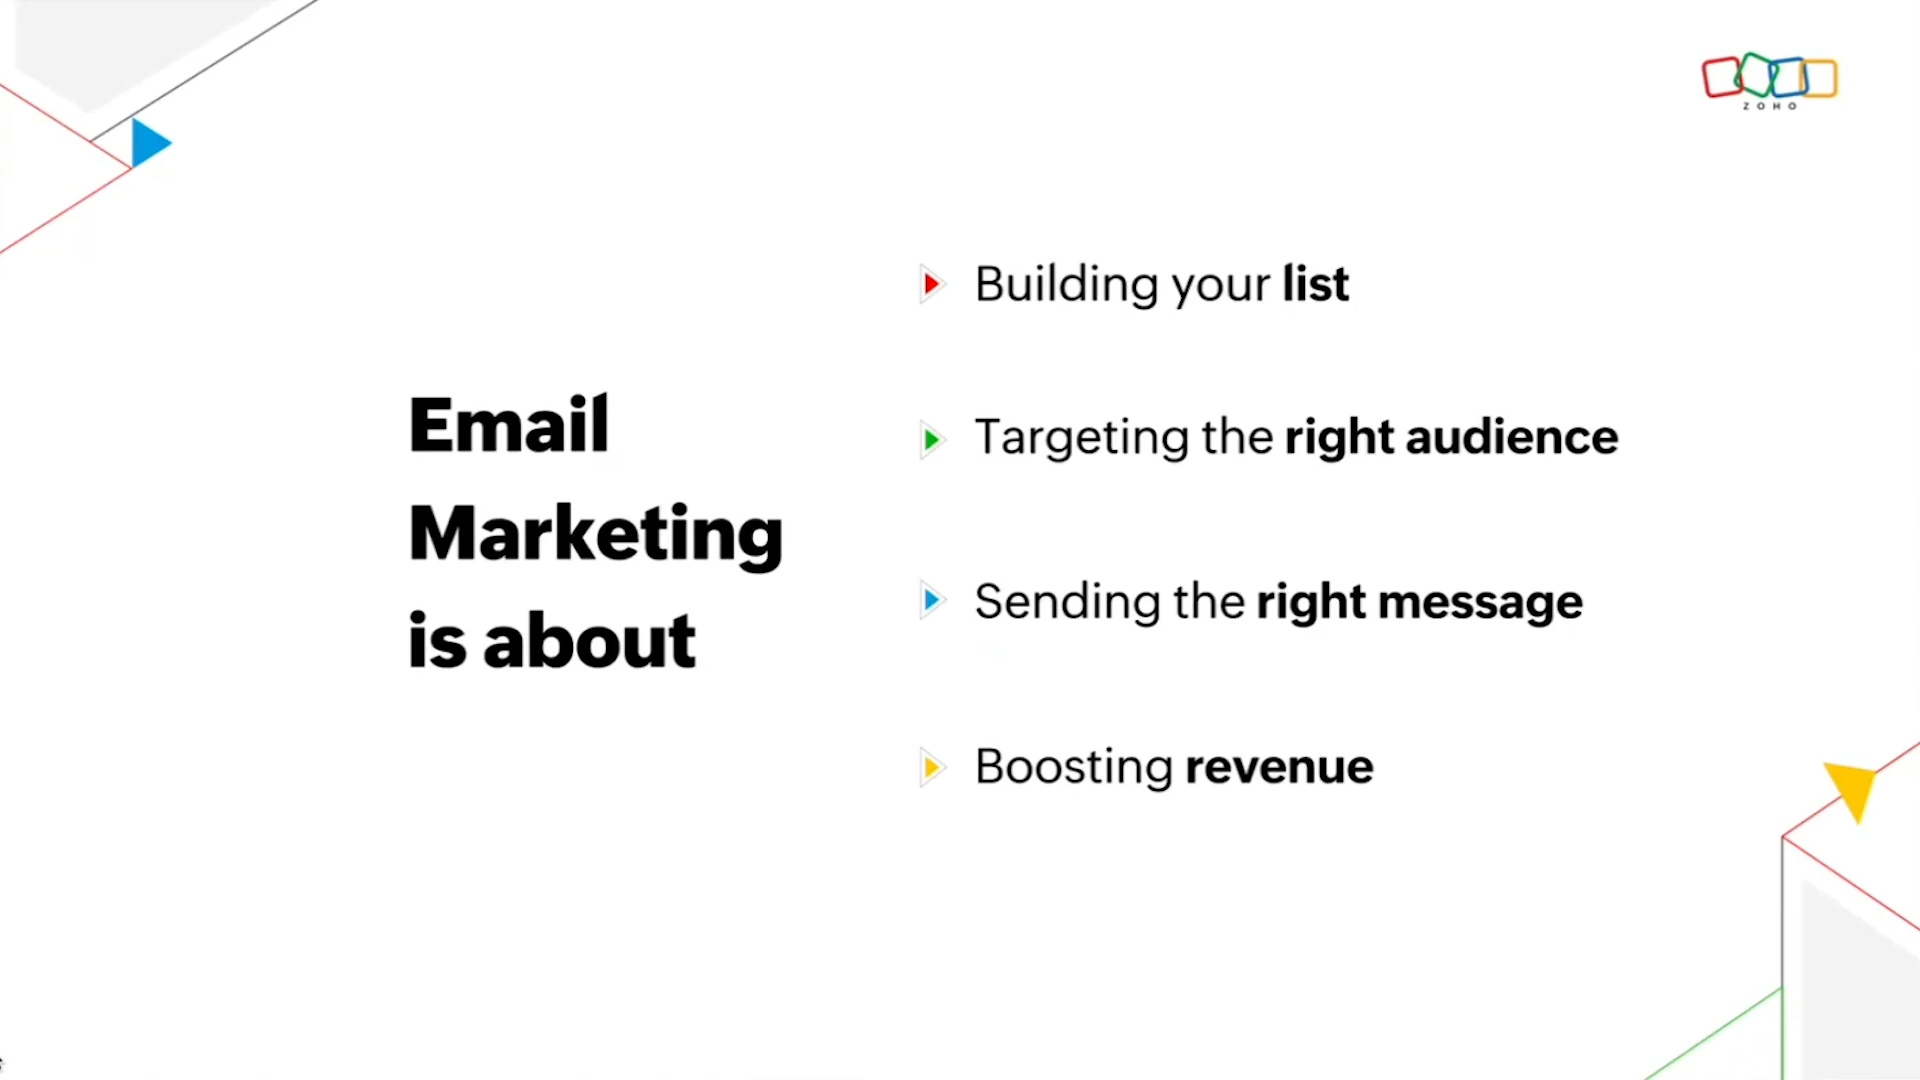 ZOHO
Email
Marketing
is about
Building your list
Targeting the right audience
Sending the right message
Boosting revenue